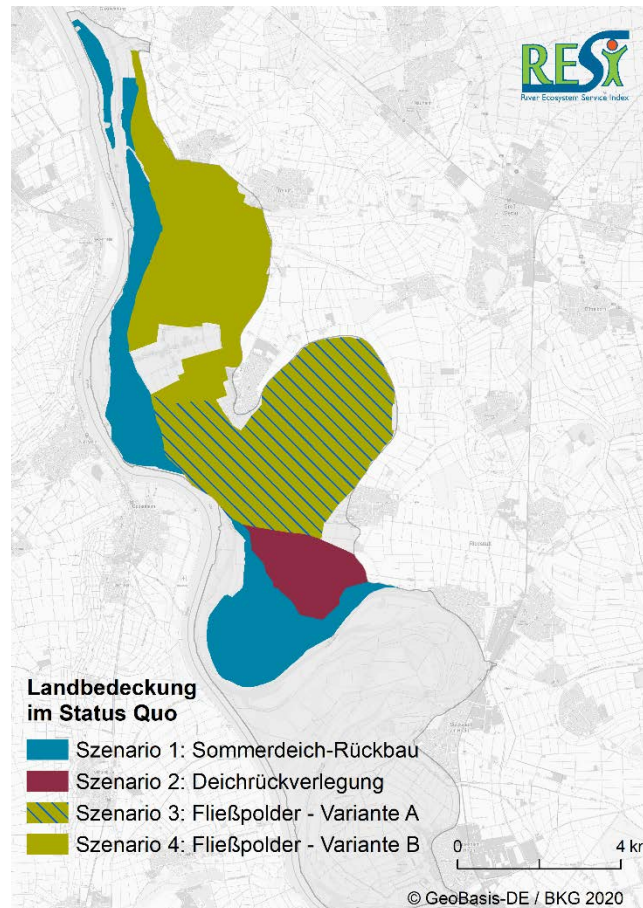 RESI
River Ecosystem Service Index
Landbedeckung
im Status Quo
Szenario 1: Sommerdeich-Rückbau
Szenario 2: Deichrückverlegung
Szenario 3: Fließpolder - Variante A
Szenario 4: Fließpolder - Variante B
0 4 km
© GeoBasis-DE / BKG 2020